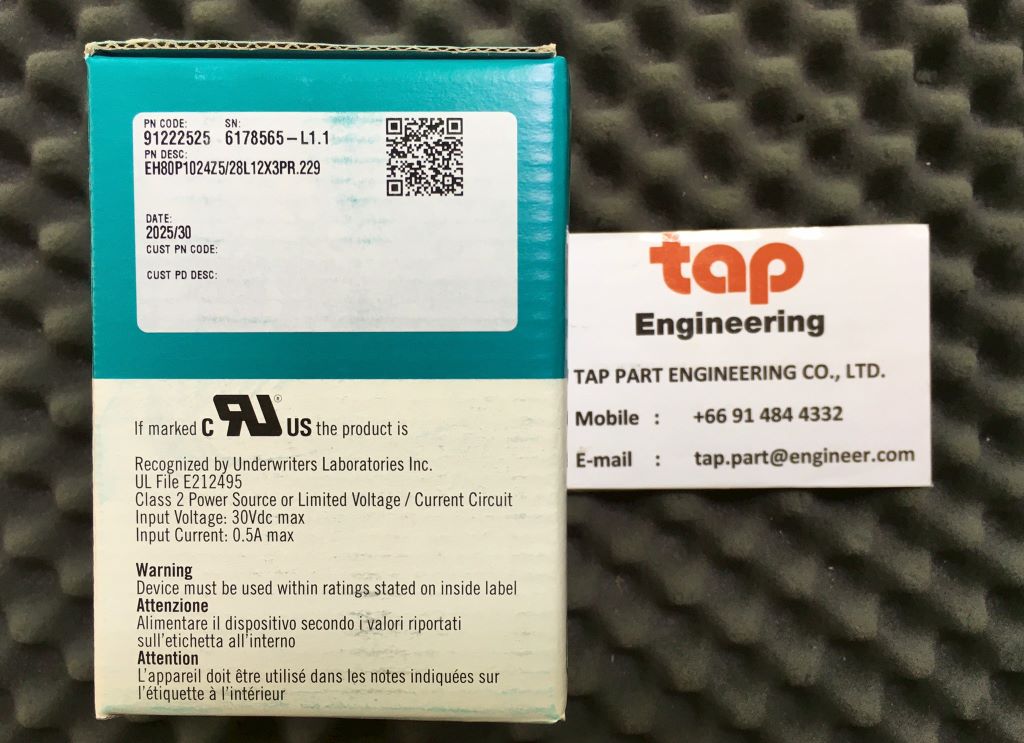 PN CODE: SN:
91222525 6178565-L1.1
PN DESC:
EH80P1024Z5/28L12X3PR.229
DATE:
2025/30
CUST PN CODE:
CUST PD DESC:
If marked C RU® US the product is
Recognized by Underwriters Laboratories Inc.
UL File E212495
Class 2 Power Source or Limited Voltage / Current Circuit
Input Voltage: 30Vdc max
Input Current: 0.5A max
Warning
Device must be used within ratings stated on inside label
Attenzione
Alimentare il dispositivo secondo i valori riportati
sull'etichetta all'interno
Attention
L'appareil doit être utilisé dans les notes indiquées sur
l'étiquette à l'intérieur
tap
Engineering
TAP PART ENGINEERING CO., LTD.
Mobile : +66 91 484 4332
E-mail : tap.part@engineer.com